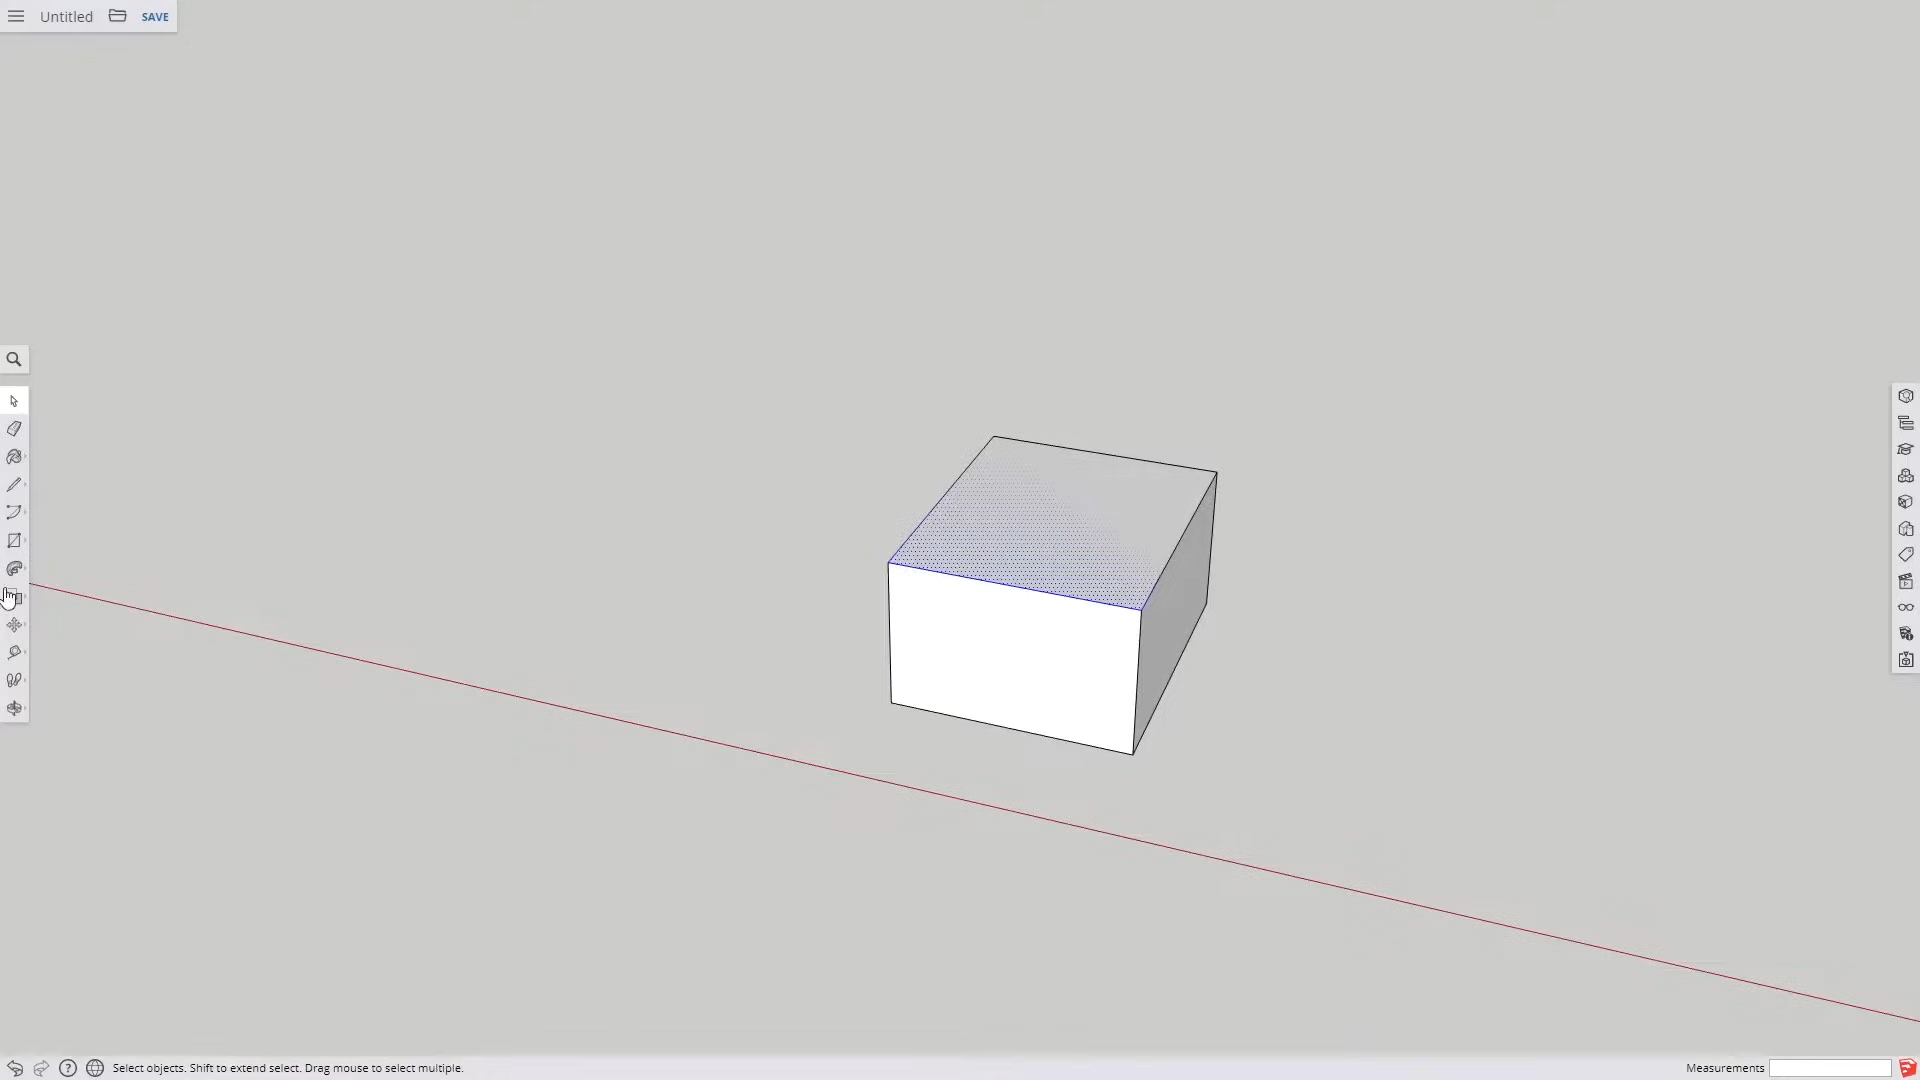 Untitled
SAVE
Select objects. Shift to extend select. Drag mouse to select multiple.
Measurements